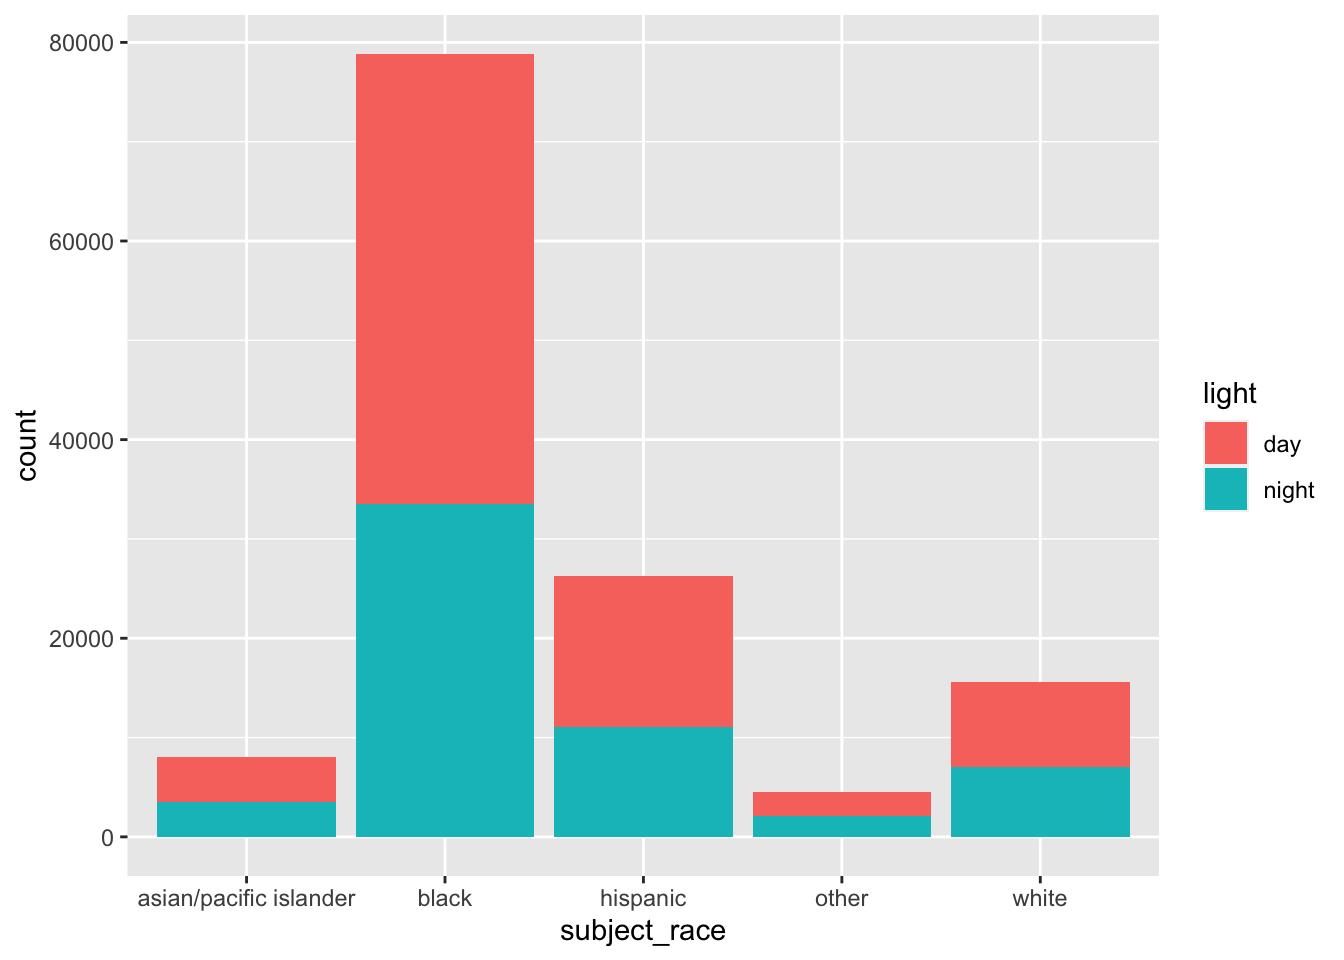 80000
60000
40000
20000
0
count
asian/pacific islander
black
hispanic
other
white
subject_race
light
day
night